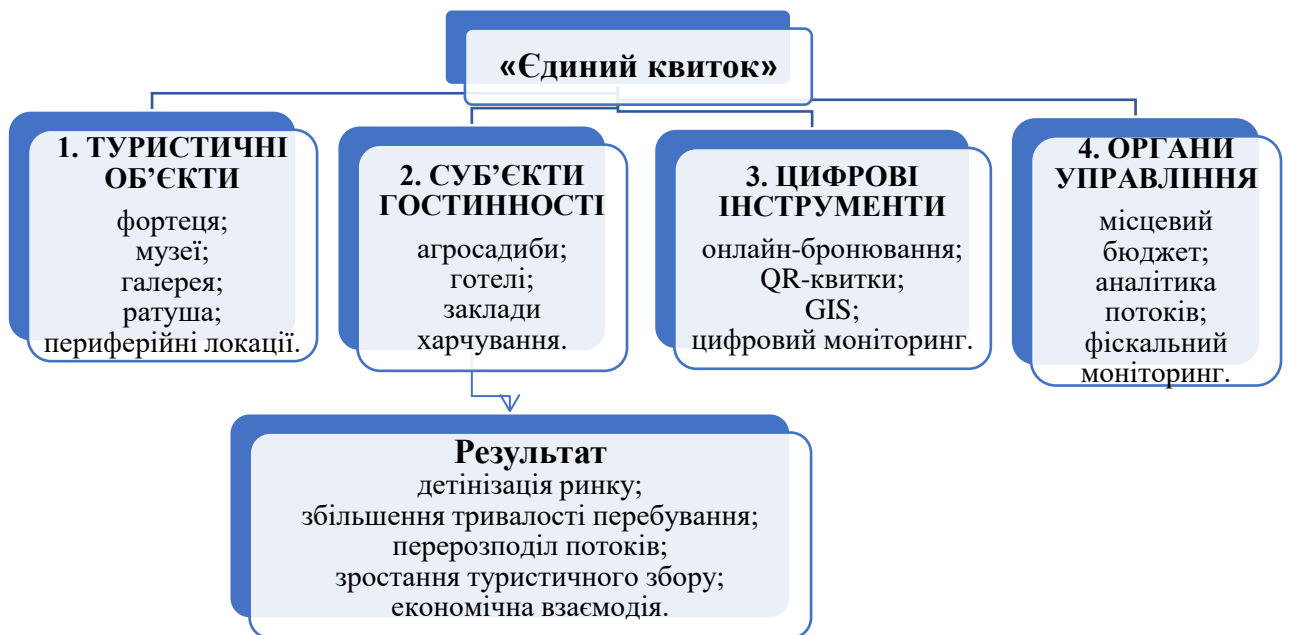 «Єдиний квиток»
1. ТУРИСТИЧНІ
ОБ’ЄКТИ
фортеця;
музеї;
галерея;
ратуша;
периферійні локації.
2. СУБ’ЄКТИ
ГОСТИННОСТІ
агросадиби;
готелі;
заклади
харчування.
3. ЦИФРОВІ
ІНСТРУМЕНТИ
онлайн-бронювання;
QR-квитки;
GIS;
цифровий моніторинг.
4. ОРГАНИ
УПРАВЛІННЯ
місцевий
бюджет;
аналітика
потоків;
фіскальний
моніторинг.
Результат
детінізація ринку;
збільшення тривалості перебування;
перерозподіл потоків;
зростання туристичного збору;
економічна взаємодія.